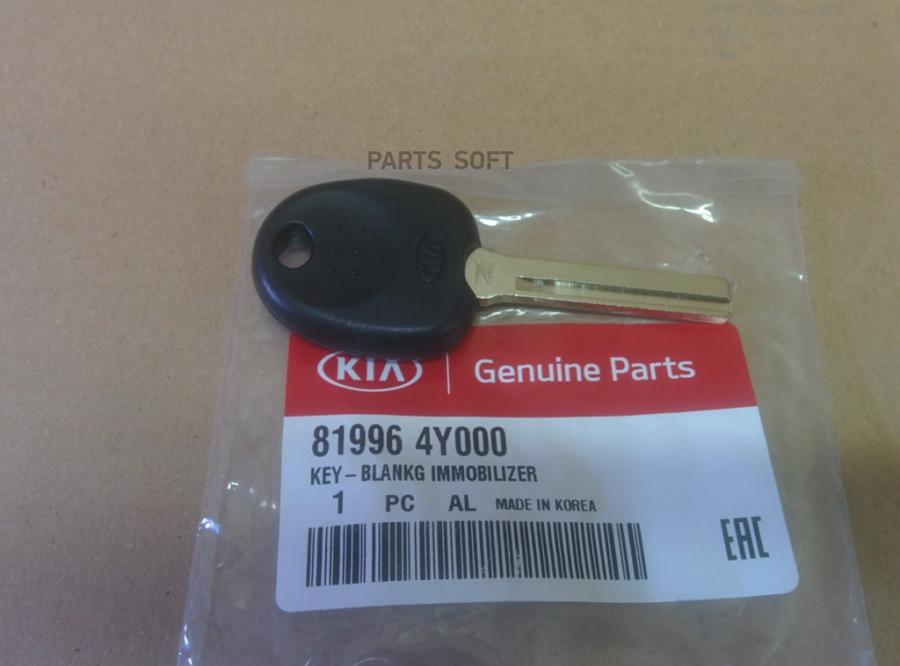 PARTS SOFT
KIA
KIA Genuine Parts
81996 4Y000
KEY-BLANKG IMMOBILIZER
1 PC AL MADE IN KOREA
EAC